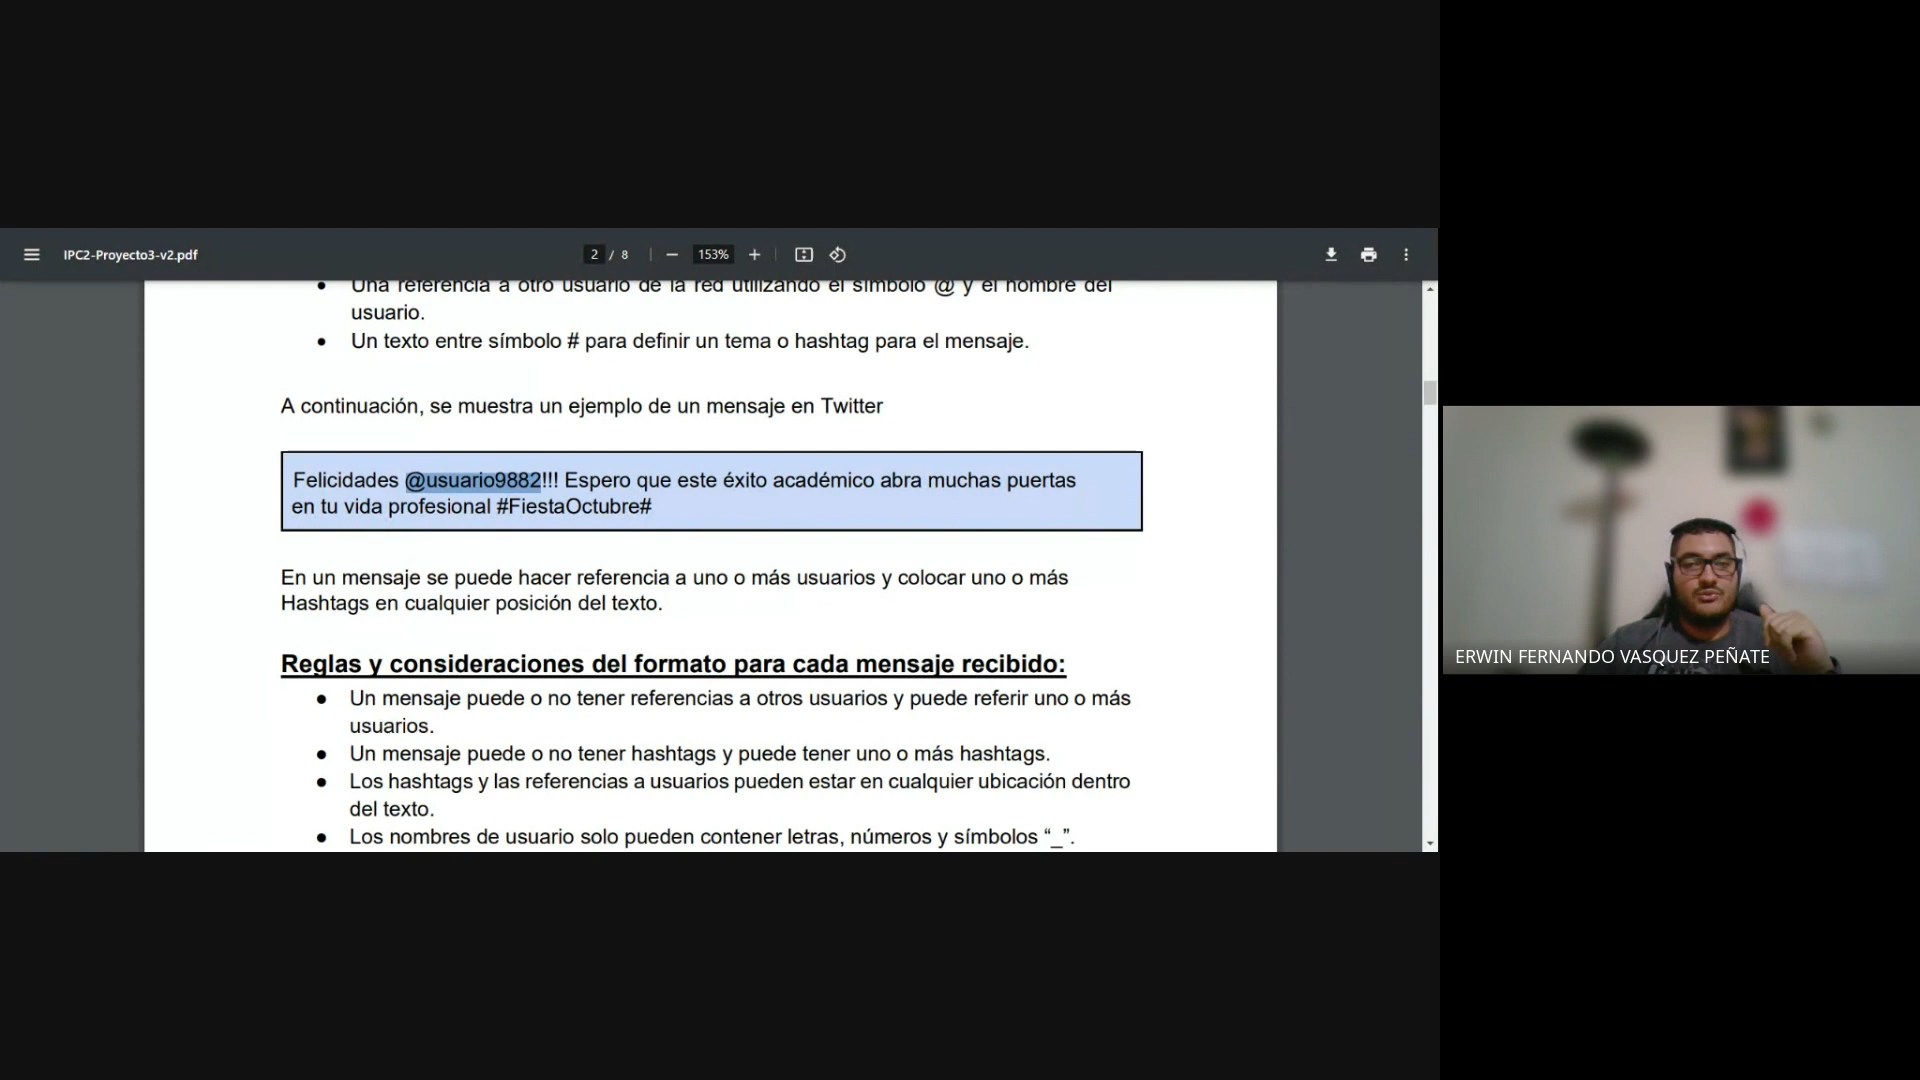 IPC2-Proyecto3-v2.pdf
2 / 8
153%
Una referencia a otro usuario de la red utilizando el símbolo @ y el nombre del
usuario.
Un texto entre símbolo # para definir un tema o hashtag para el mensaje.
A continuación, se muestra un ejemplo de un mensaje en Twitter
Felicidades @usuario9882!!! Espero que este éxito académico abra muchas puertas
en tu vida profesional #FiestaOctubre#
En un mensaje se puede hacer referencia a uno o más usuarios y colocar uno o más
Hashtags en cualquier posición del texto.
Reglas y consideraciones del formato para cada mensaje recibido:
● Un mensaje puede o no tener referencias a otros usuarios y puede referir uno o más
usuarios.
● Un mensaje puede o no tener hashtags y puede tener uno o más hashtags.
● Los hashtags y las referencias a usuarios pueden estar en cualquier ubicación dentro
del texto.
● Los nombres de usuario solo pueden contener letras, números y símbolos “_”.
ERWIN FERNANDO VASQUEZ PEÑATE